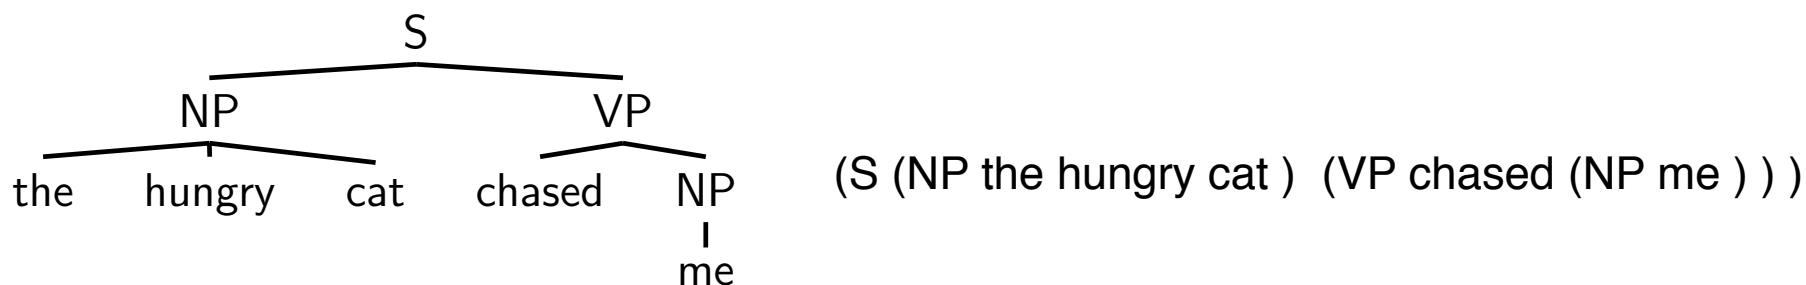 S
NP VP
the hungry cat chased NP
me
(S (NP the hungry cat ) (VP chased (NP me ) ) )